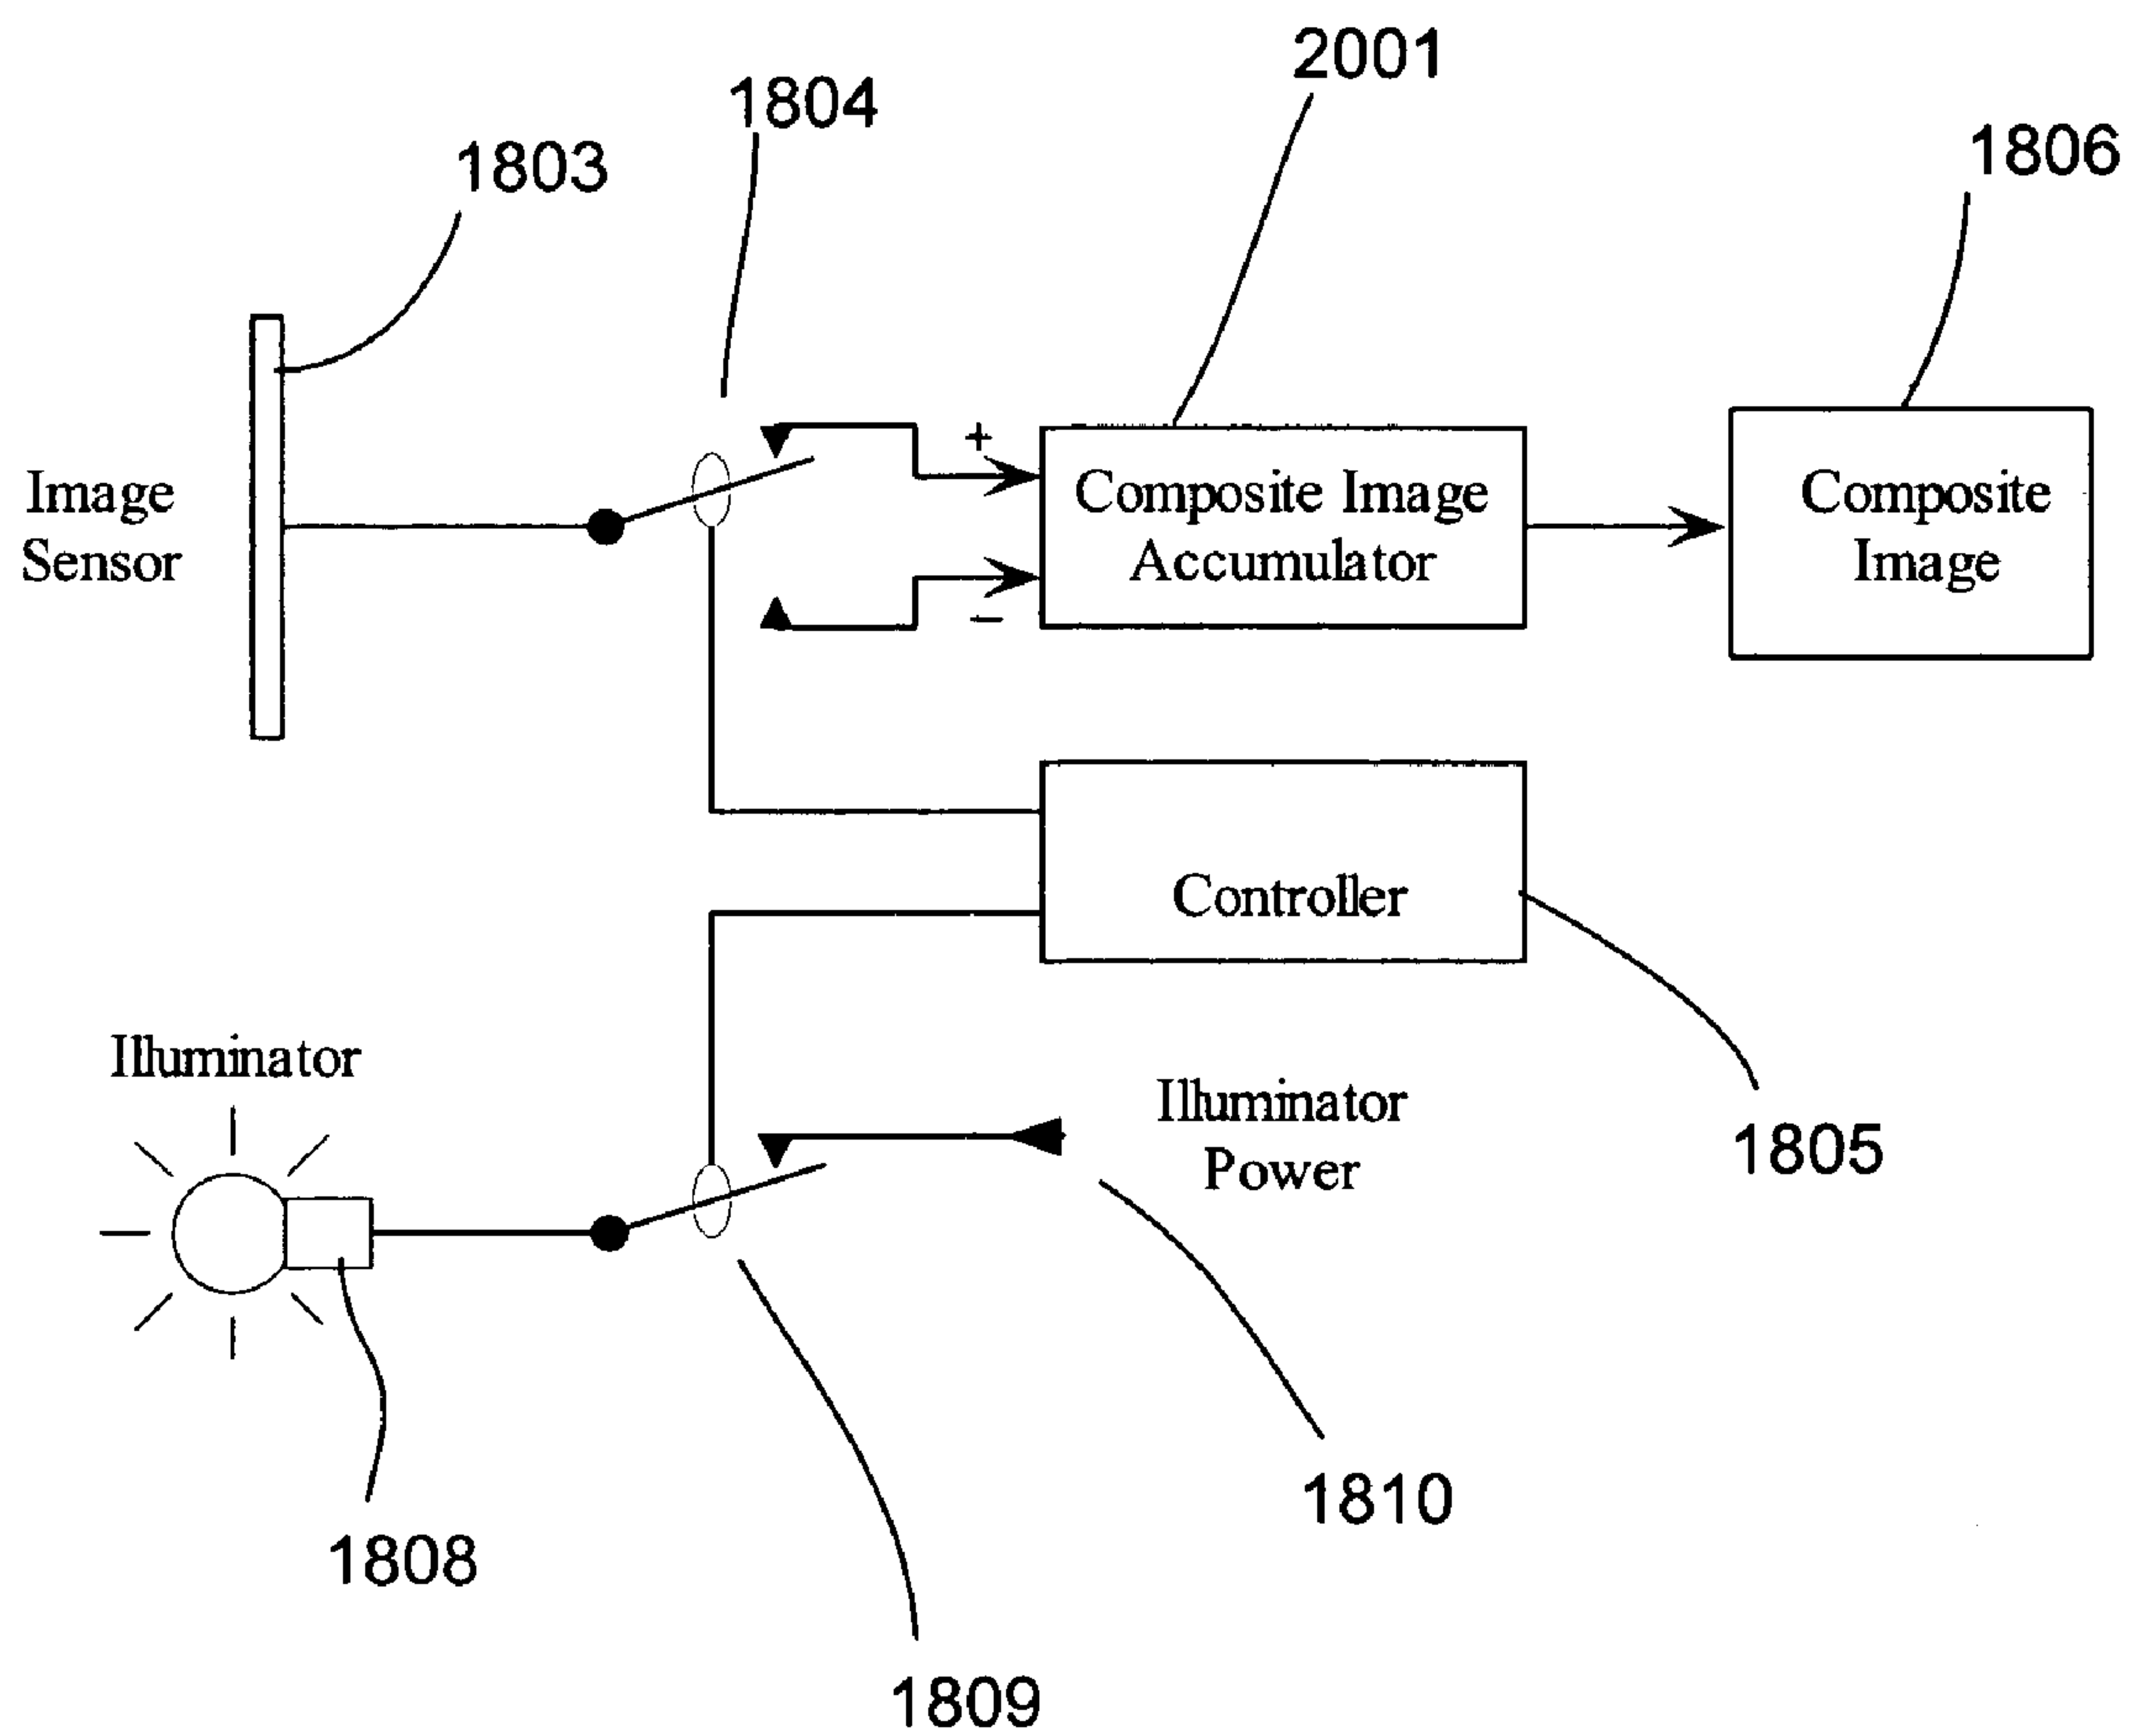 2001
1804
1806
1803
+
Image
Sensor
Composite Image
Accumulator
Composite
Image
−
Controller
Illuminator
Illuminator
Power
1805
1810
1808
1809